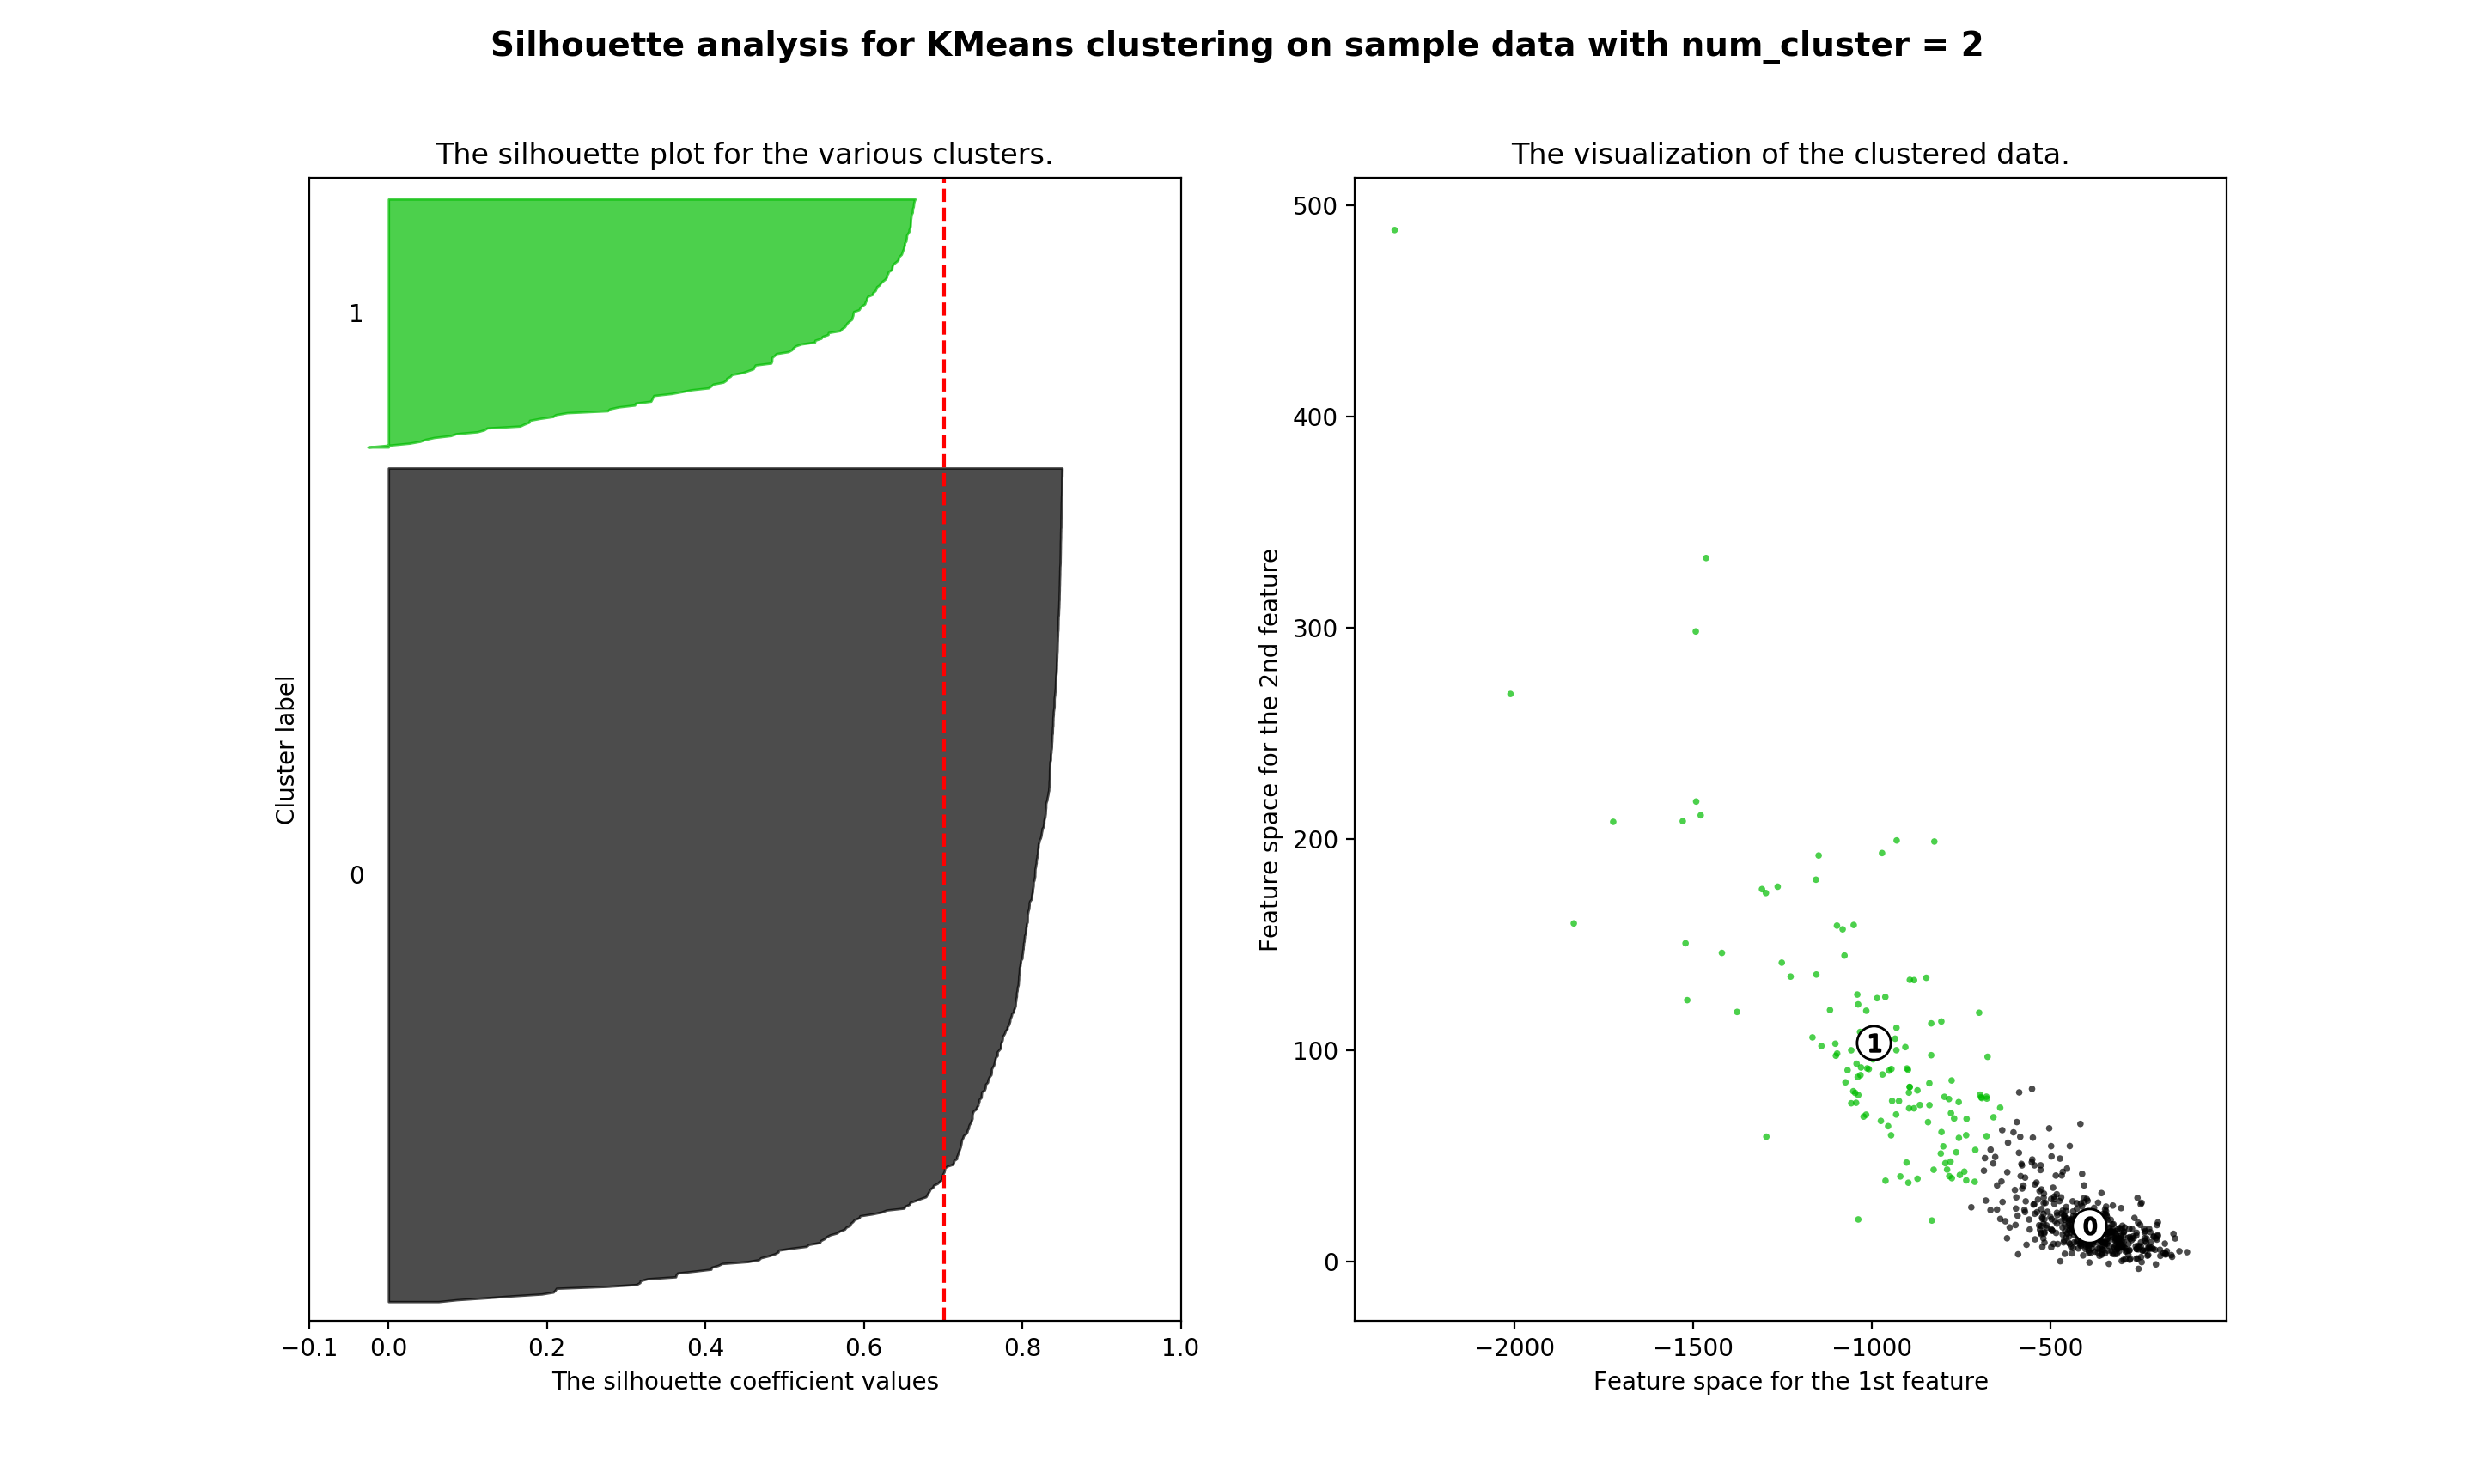 Silhouette analysis for KMeans clustering on sample data with num_cluster = 2
The silhouette plot for the various clusters.
1
0
Cluster label
−0.1 0.0 0.2 0.4 0.6 0.8 1.0
The silhouette coefficient values
The visualization of the clustered data.
500
400
300
200
100
0
Feature space for the 2nd feature
1
0
−2000 −1500 −1000 −500
Feature space for the 1st feature